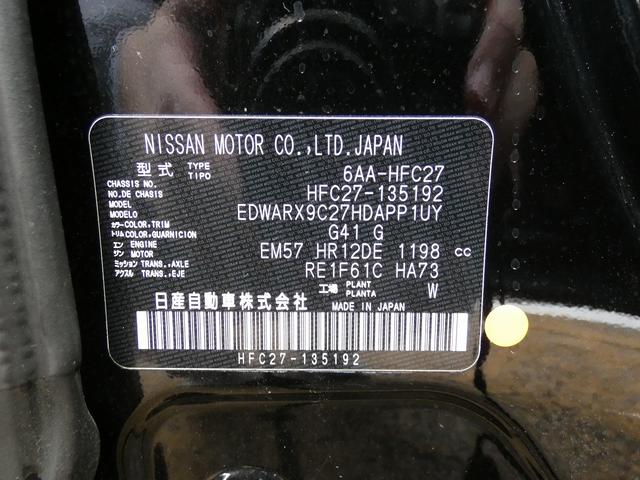 NISSAN MOTOR CO.,LTD.JAPAN
型式 TYPE TIPO 6AA-HFC27
CHASSIS NO. NO.DE CHASIS HFC27-135192
MODEL MODELO EDWARX9C27HDAPP1UY
カラートリム COLOR,TRIM COLOR,GUARNICION G41 G
エンジン ENGINE MOTOR EM57 HR12DE 1198 cc
ミッションアクスル TRANS.,AXLE TRANS.,EJE RE1F61C HA73
工場 PLANT PLANTA W
日産自動車株式会社 MADE IN JAPAN
HFC27-135192